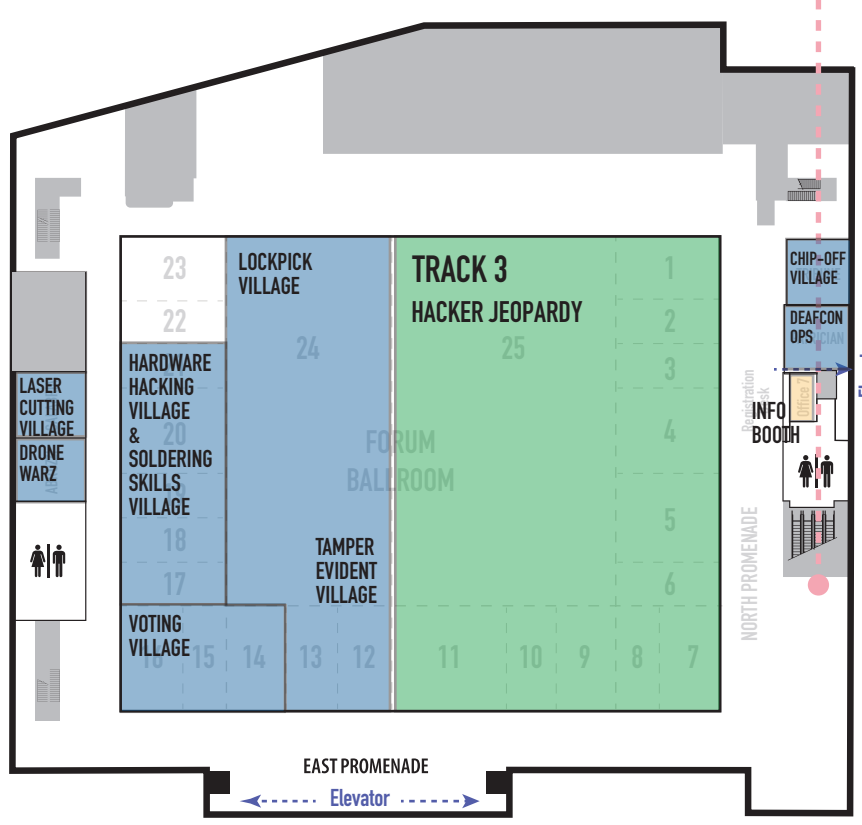 23
LOCKPICK
VILLAGE
TRACK 3
HACKER JEOPARDY
1
CHIP-OFF
VILLAGE
22
2
DEAFCON
OPS
24
25
HARDWARE
HACKING
VILLAGE
&
SOLDERING
SKILLS
VILLAGE
3
LASER
CUTTING
VILLAGE
Office 7
Registration
INFO
BOOTH
20
4
FORUM
BALLROOM
DRONE
WARZ
18
5
TAMPER
EVIDENT
VILLAGE
17
6
NORTH PROMENADE
VOTING
VILLAGE
16
15
14
13
12
11
10
9
8
7
EAST PROMENADE
Elevator